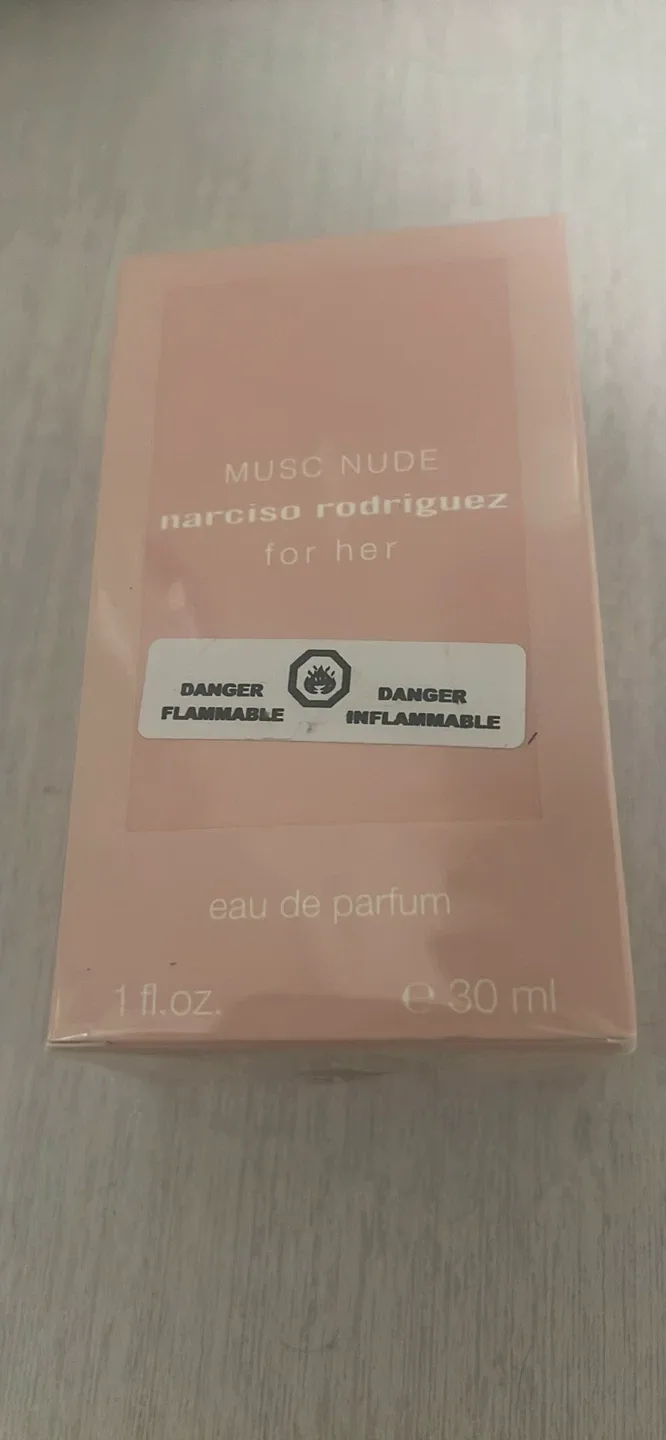 MUSC NUDE
narciso rodriguez
for her
DANGER
FLAMMABLE
DANGER
INFLAMMABLE
eau de parfum
1 fl.oz. ℮ 30 ml